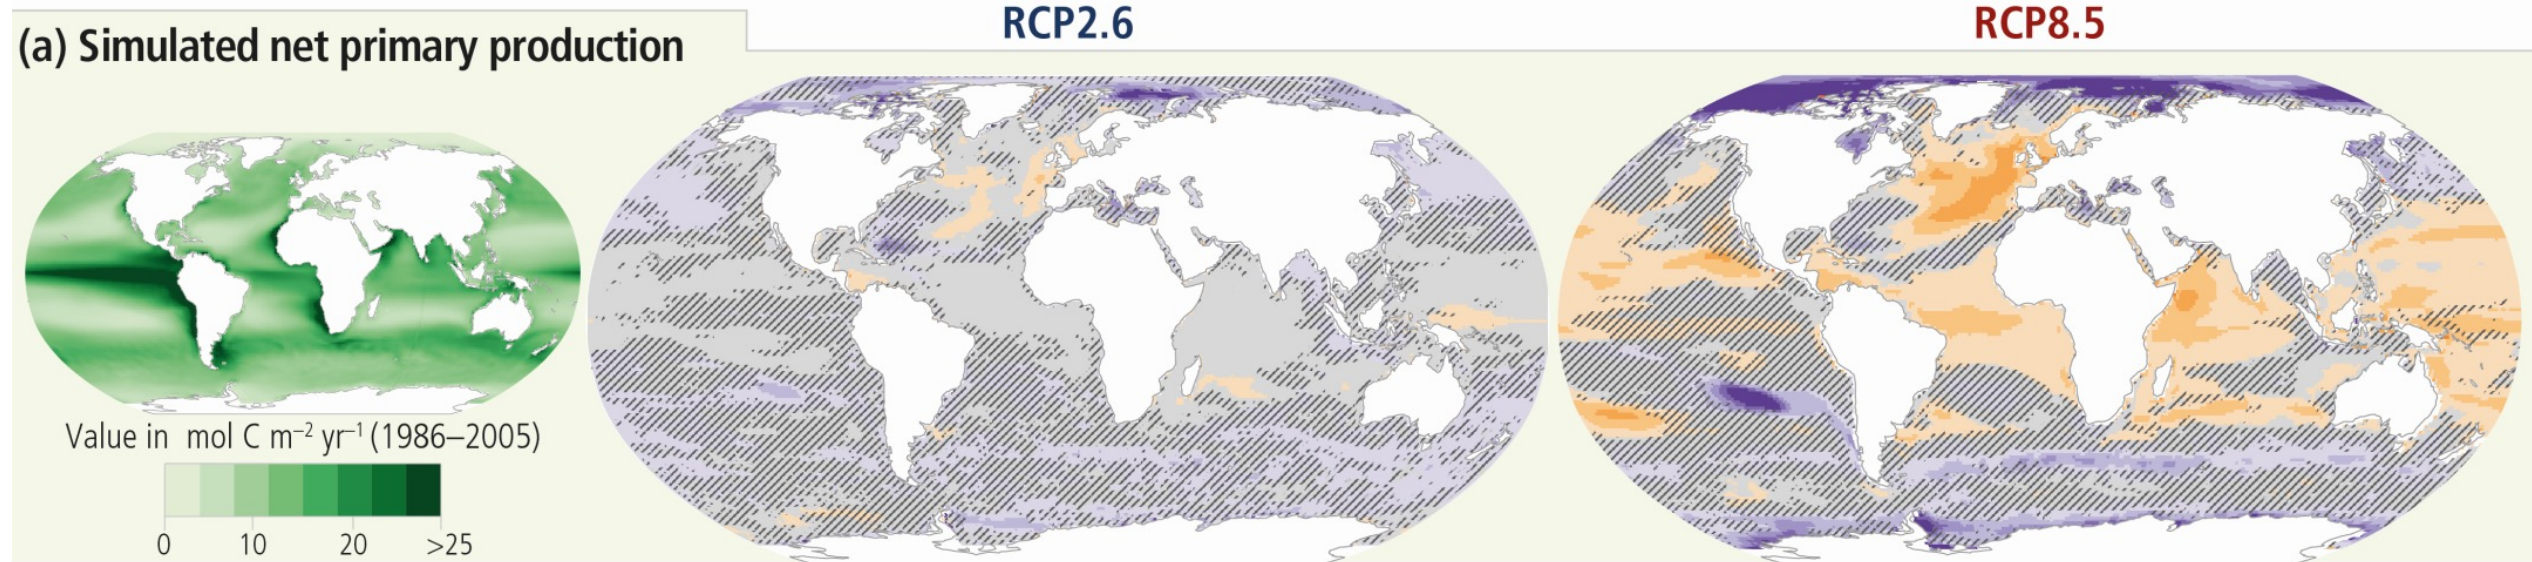 RCP2.6
RCP8.5
(a) Simulated net primary production
Value in mol C m⁻² yr⁻¹ (1986–2005)
0 10 20 >25